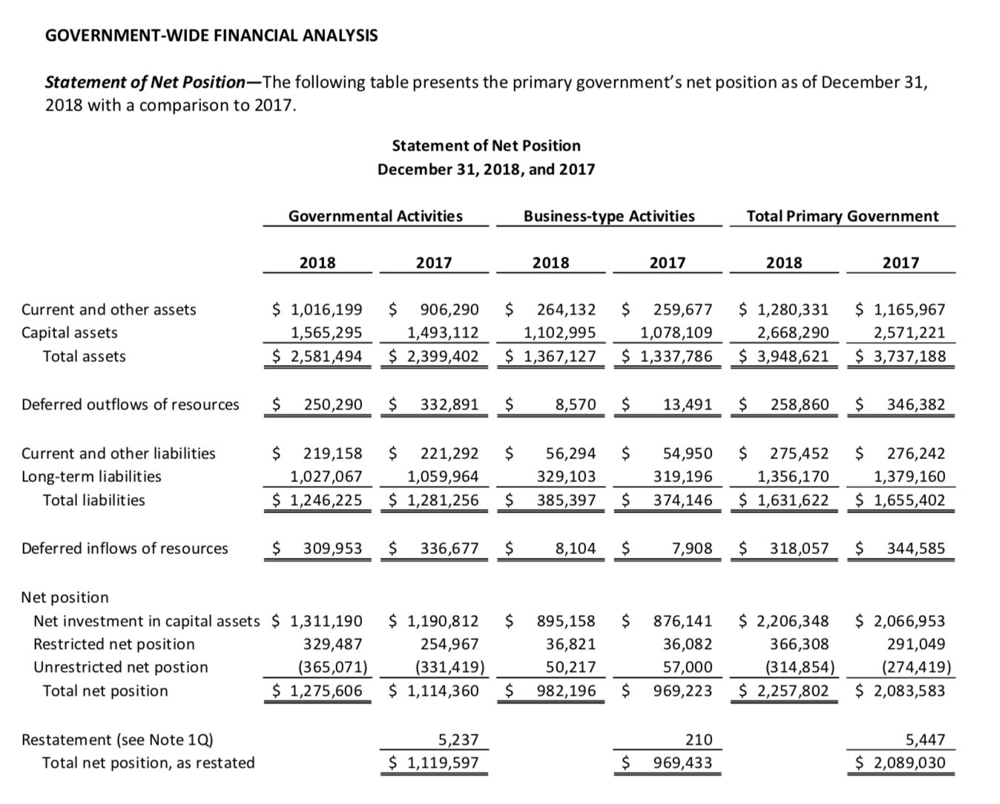 GOVERNMENT-WIDE FINANCIAL ANALYSIS
Statement of Net Position—The following table presents the primary government's net position as of December 31,
2018 with a comparison to 2017.
Statement of Net Position
December 31, 2018, and 2017
Governmental Activities Business-type Activities Total Primary Government
2018 2017 2018 2017 2018 2017
Current and other assets $ 1,016,199 $ 906,290 $ 264,132 $ 259,677 $ 1,280,331 $ 1,165,967
Capital assets 1,565,295 1,493,112 1,102,995 1,078,109 2,668,290 2,571,221
Total assets $ 2,581,494 $ 2,399,402 $ 1,367,127 $ 1,337,786 $ 3,948,621 $ 3,737,188
Deferred outflows of resources $ 250,290 $ 332,891 $ 8,570 $ 13,491 $ 258,860 $ 346,382
Current and other liabilities $ 219,158 $ 221,292 $ 56,294 $ 54,950 $ 275,452 $ 276,242
Long-term liabilities 1,027,067 1,059,964 329,103 319,196 1,356,170 1,379,160
Total liabilities $ 1,246,225 $ 1,281,256 $ 385,397 $ 374,146 $ 1,631,622 $ 1,655,402
Deferred inflows of resources $ 309,953 $ 336,677 $ 8,104 $ 7,908 $ 318,057 $ 344,585
Net position
Net investment in capital assets $ 1,311,190 $ 1,190,812 $ 895,158 $ 876,141 $ 2,206,348 $ 2,066,953
Restricted net position 329,487 254,967 36,821 36,082 366,308 291,049
Unrestricted net postion (365,071) (331,419) 50,217 57,000 (314,854) (274,419)
Total net position $ 1,275,606 $ 1,114,360 $ 982,196 $ 969,223 $ 2,257,802 $ 2,083,583
Restatement (see Note 1Q) 5,237 210 5,447
Total net position, as restated $ 1,119,597 $ 969,433 $ 2,089,030